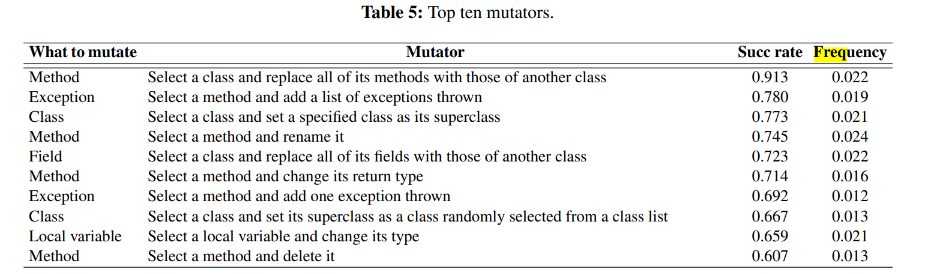 Table 5: Top ten mutators.
What to mutate Mutator Succ rate Frequency
Method Select a class and replace all of its methods with those of another class 0.913 0.022
Exception Select a method and add a list of exceptions thrown 0.780 0.019
Class Select a class and set a specified class as its superclass 0.773 0.021
Method Select a method and rename it 0.745 0.024
Field Select a class and replace all of its fields with those of another class 0.723 0.022
Method Select a method and change its return type 0.714 0.016
Exception Select a method and add one exception thrown 0.692 0.012
Class Select a class and set its superclass as a class randomly selected from a class list 0.667 0.013
Local variable Select a local variable and change its type 0.659 0.021
Method Select a method and delete it 0.607 0.013